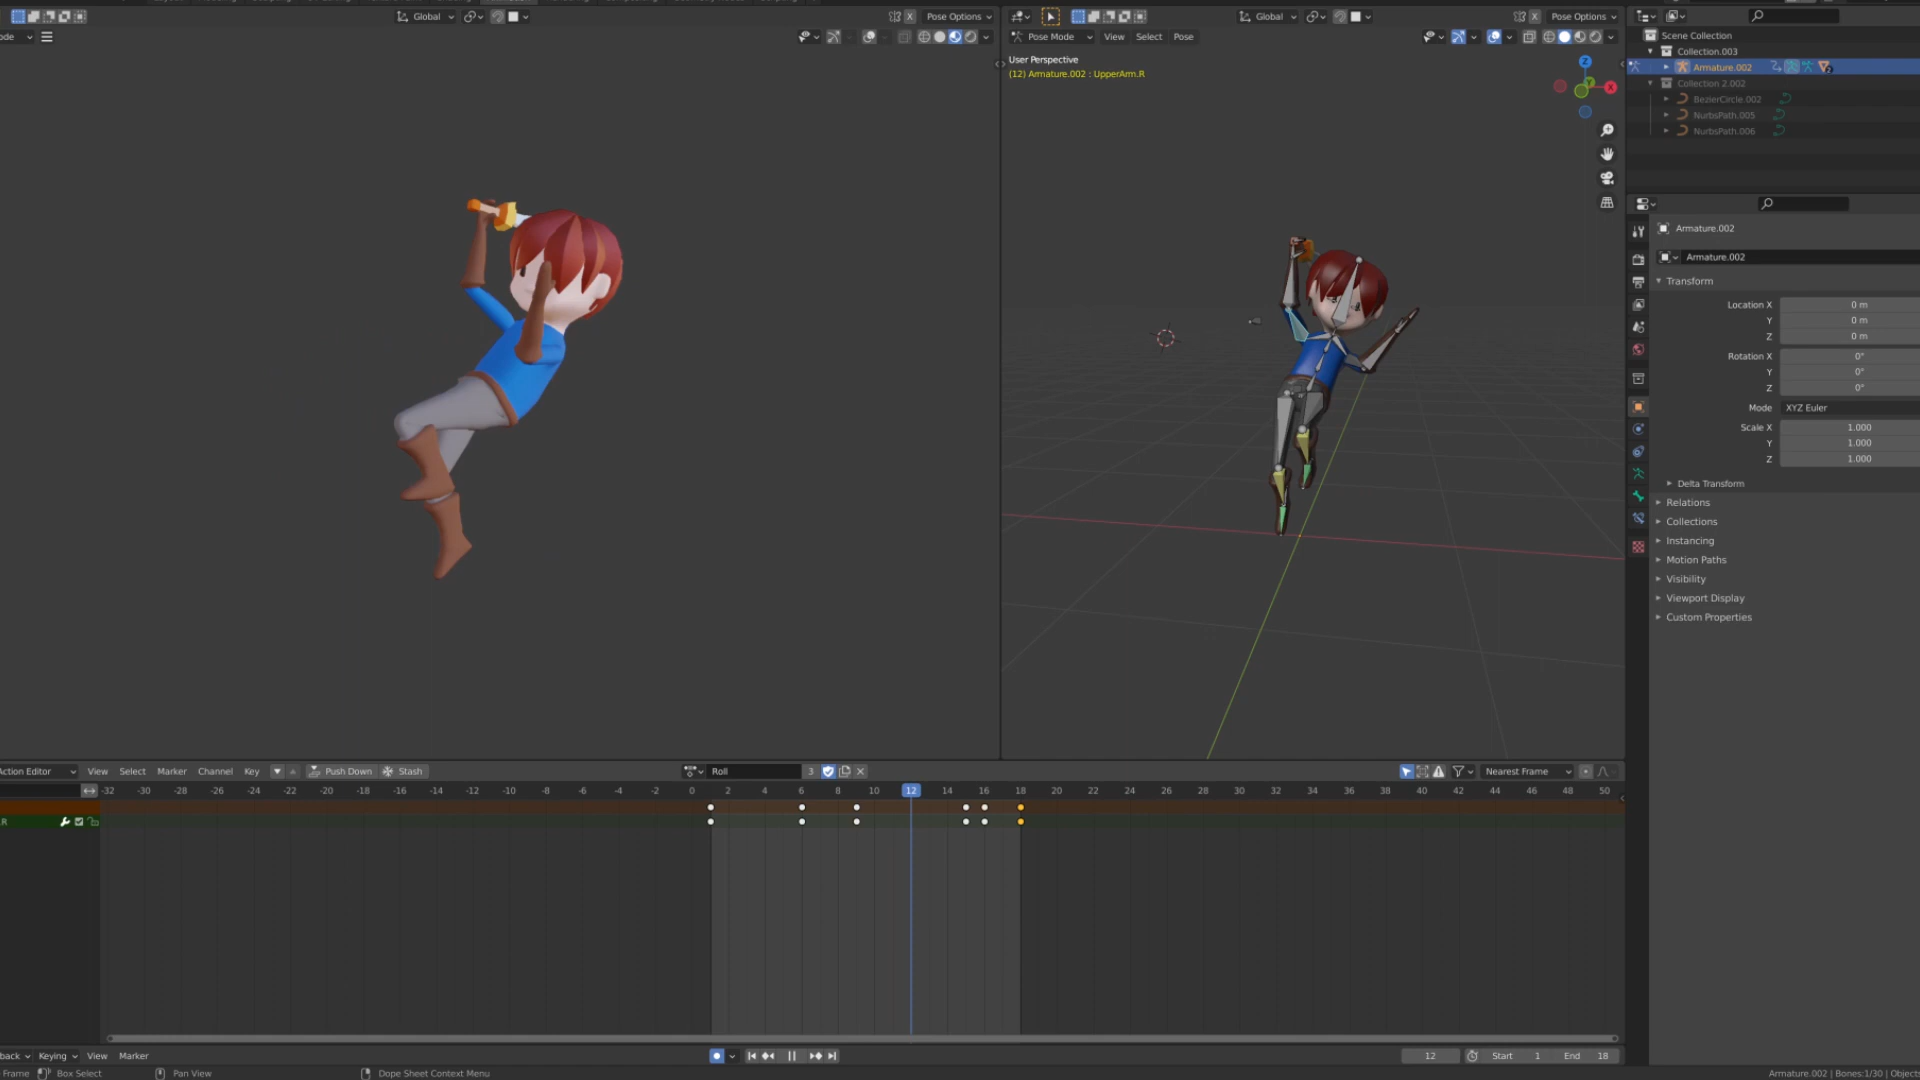 Global
X
Pose Options
Global
X
Pose Options
ode
Pose Mode
View
Select
Pose
User Perspective
(12) Armature.002 : UpperArm.R
Z
Y
X
Scene Collection
Collection.003
Armature.002
2
Collection 2.002
BezierCircle.002
NurbsPath.005
NurbsPath.006
Armature.002
Armature.002
Transform
Location X
0 m
Y
0 m
Z
0 m
Rotation X
0°
Y
0°
Z
0°
Mode
XYZ Euler
Scale X
1.000
Y
1.000
Z
1.000
Delta Transform
Relations
Collections
Instancing
Motion Paths
Visibility
Viewport Display
Custom Properties
Action Editor
View
Select
Marker
Channel
Key
Push Down
Stash
Roll
3
Nearest Frame
-32 -30 -28 -26 -24 -22 -20 -18 -16 -14 -12 -10 -8 -6 -4 -2 0 2 4 6 8 10 12 14 16 18 20 22 24 26 28 30 32 34 36 38 40 42 44 46 48 50
R
back
Keying
View
Marker
12
Start 1
End 18
Frame
Box Select
Pan View
Dope Sheet Context Menu
Armature.002 | Bones:1/30 | Objects